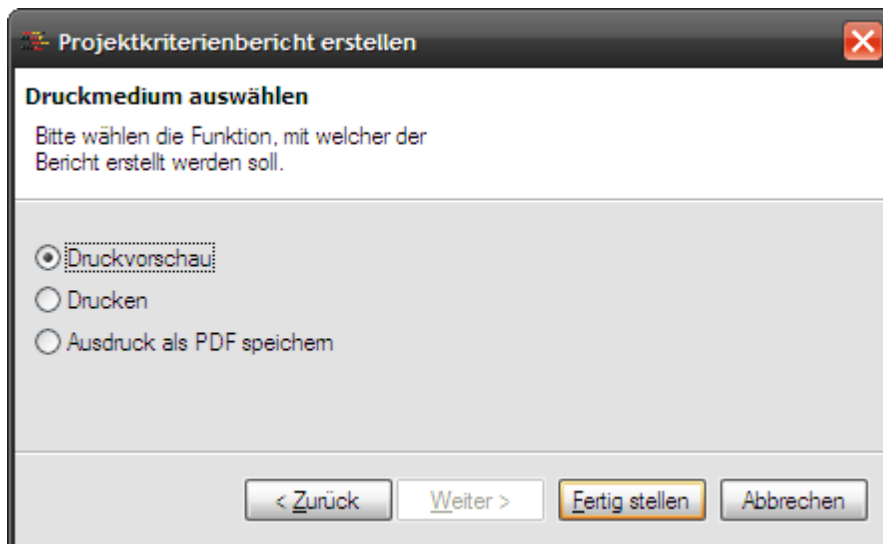 Projektkriterienbericht erstellen
Druckmedium auswählen
Bitte wählen die Funktion, mit welcher der
Bericht erstellt werden soll.
Druckvorschau
Drucken
Ausdruck als PDF speichern
< Zurück Weiter > Fertig stellen Abbrechen